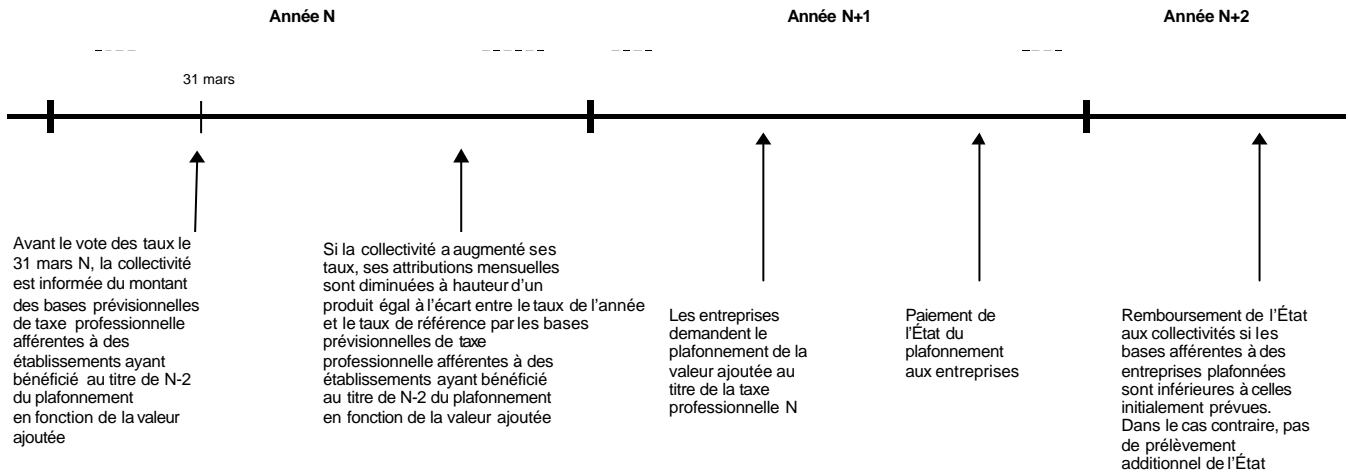 Année N
Année N+1
Année N+2
31 mars
Avant le vote des taux le
31 mars N, la collectivité
est informée du montant
des bases prévisionnelles
de taxe professionnelle
afférentes à des
établissements ayant
bénéficié au titre de N-2
du plafonnement
en fonction de la valeur
ajoutée
Si la collectivité a augmenté ses
taux, ses attributions mensuelles
sont diminuées à hauteur d’un
produit égal à l’écart entre le taux de l’année
et le taux de référence par les bases
prévisionnelles de taxe
professionnelle afférentes à des
établissements ayant bénéficié
au titre de N-2 du plafonnement
en fonction de la valeur ajoutée
Les entreprises
demandent le
plafonnement de la
valeur ajoutée au
titre de la taxe
professionnelle N
Paiement de
l’État du
plafonnement
aux entreprises
Remboursement de l’État
aux collectivités si les
bases afférentes à des
entreprises plafonnées
sont inférieures à celles
initialement prévues.
Dans le cas contraire, pas
de prélèvement
additionnel de l’État